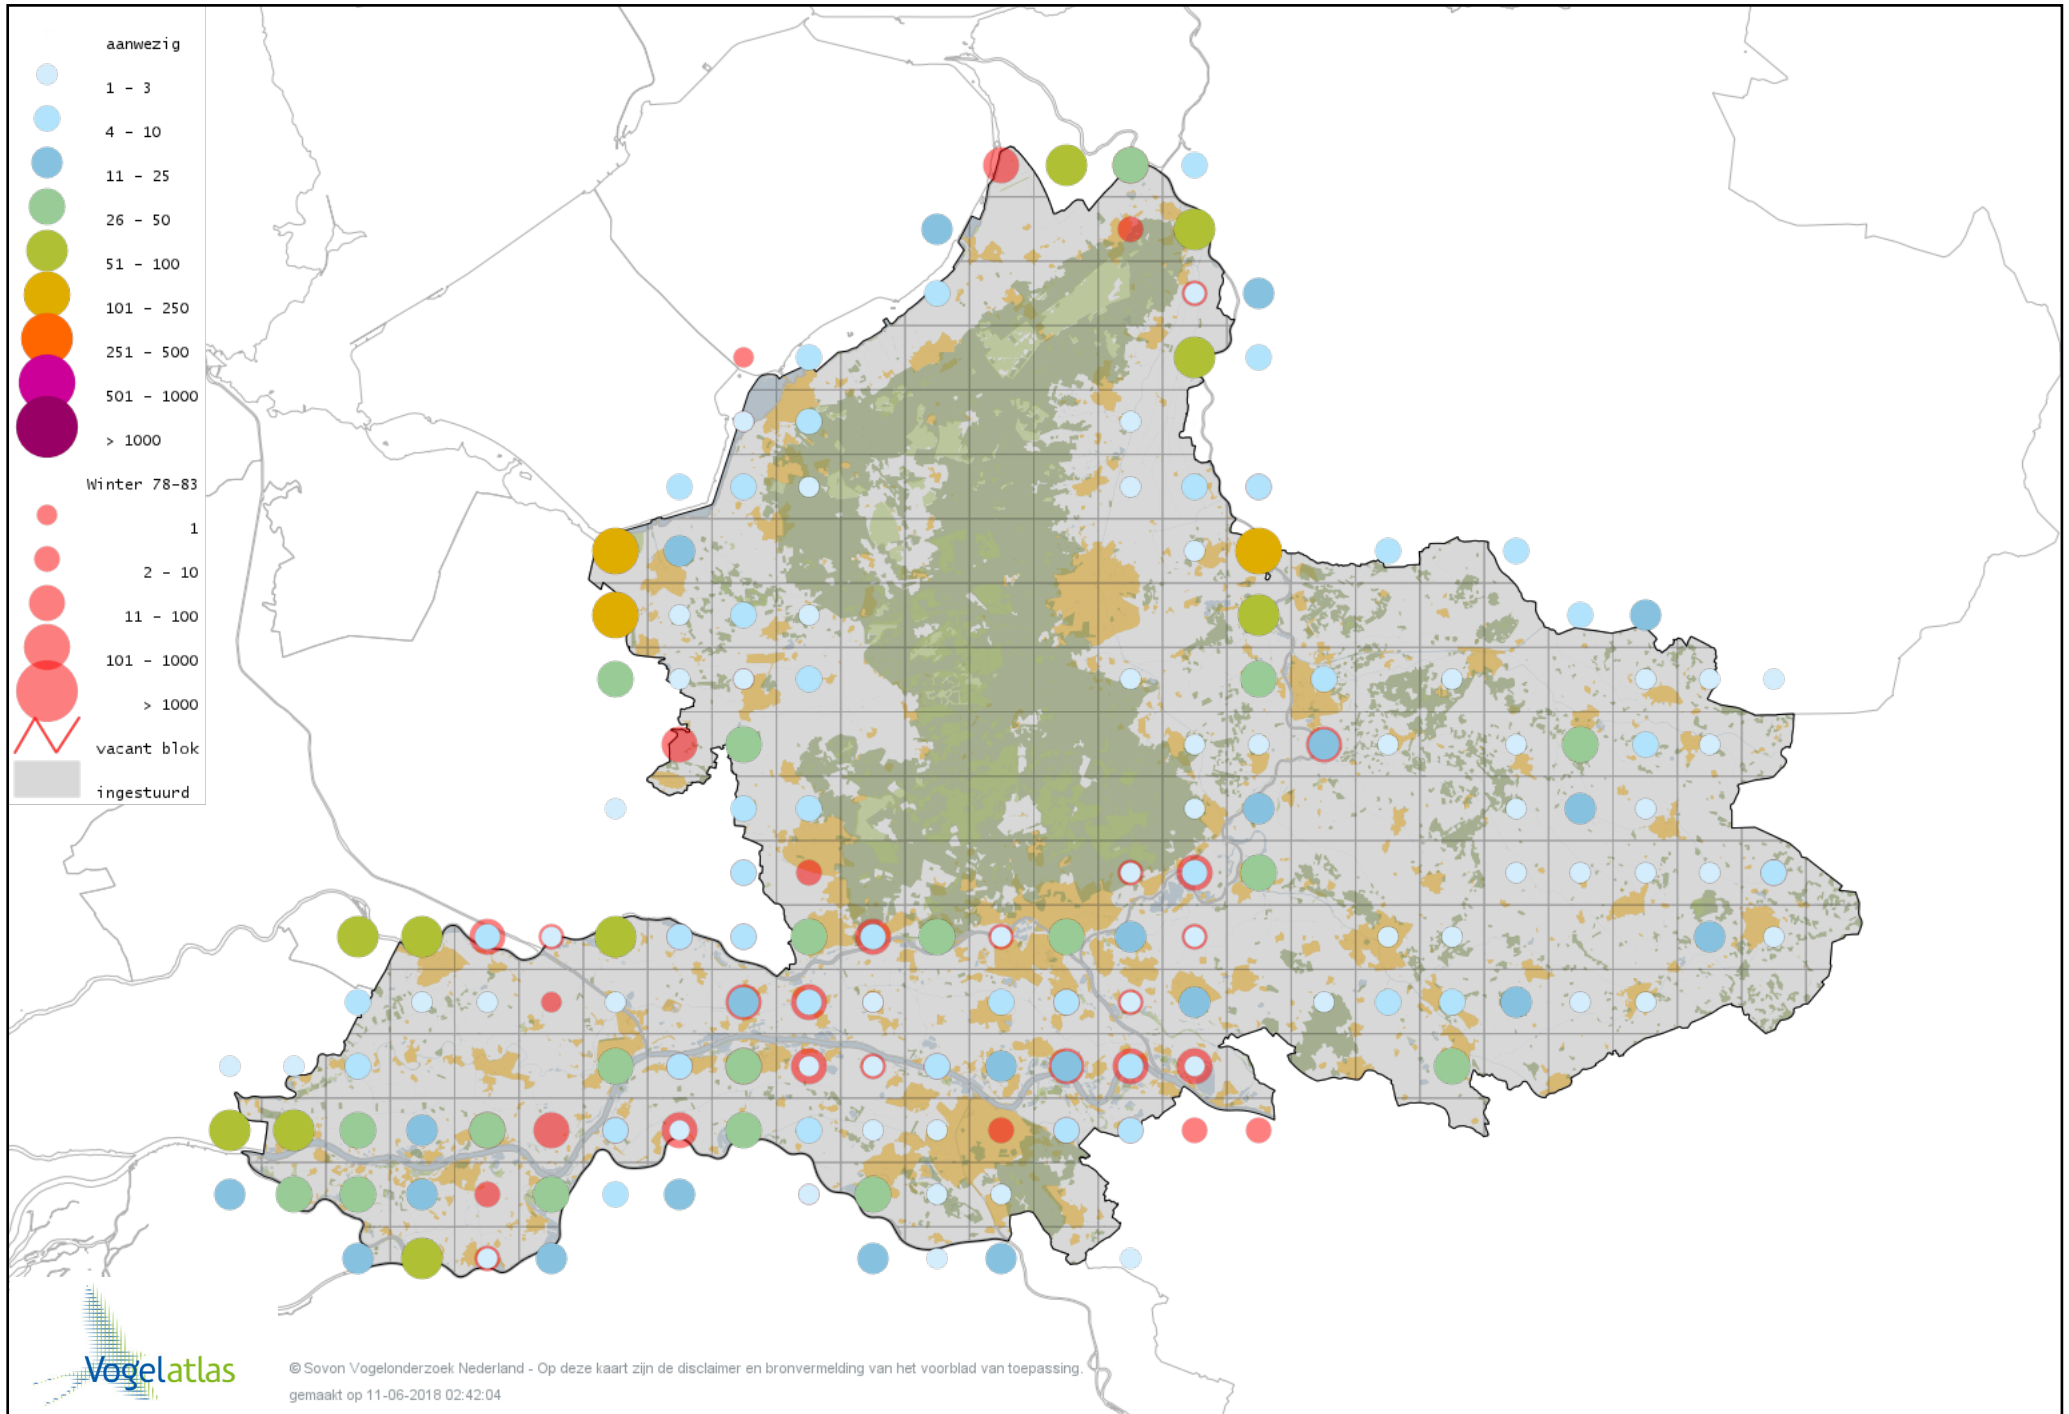 aanwezig
1 - 3
4 - 10
11 - 25
26 - 50
51 - 100
101 - 250
251 - 500
501 - 1000
> 1000
Winter 78-83
1
2 - 10
11 - 100
101 - 1000
> 1000
vacant blok
ingestuurd
Vogelatlas
© Sovon Vogelonderzoek Nederland - Op deze kaart zijn de disclaimer en bronvermelding van het voorblad van toepassing.
gemaakt op 11-06-2018 02:42:04